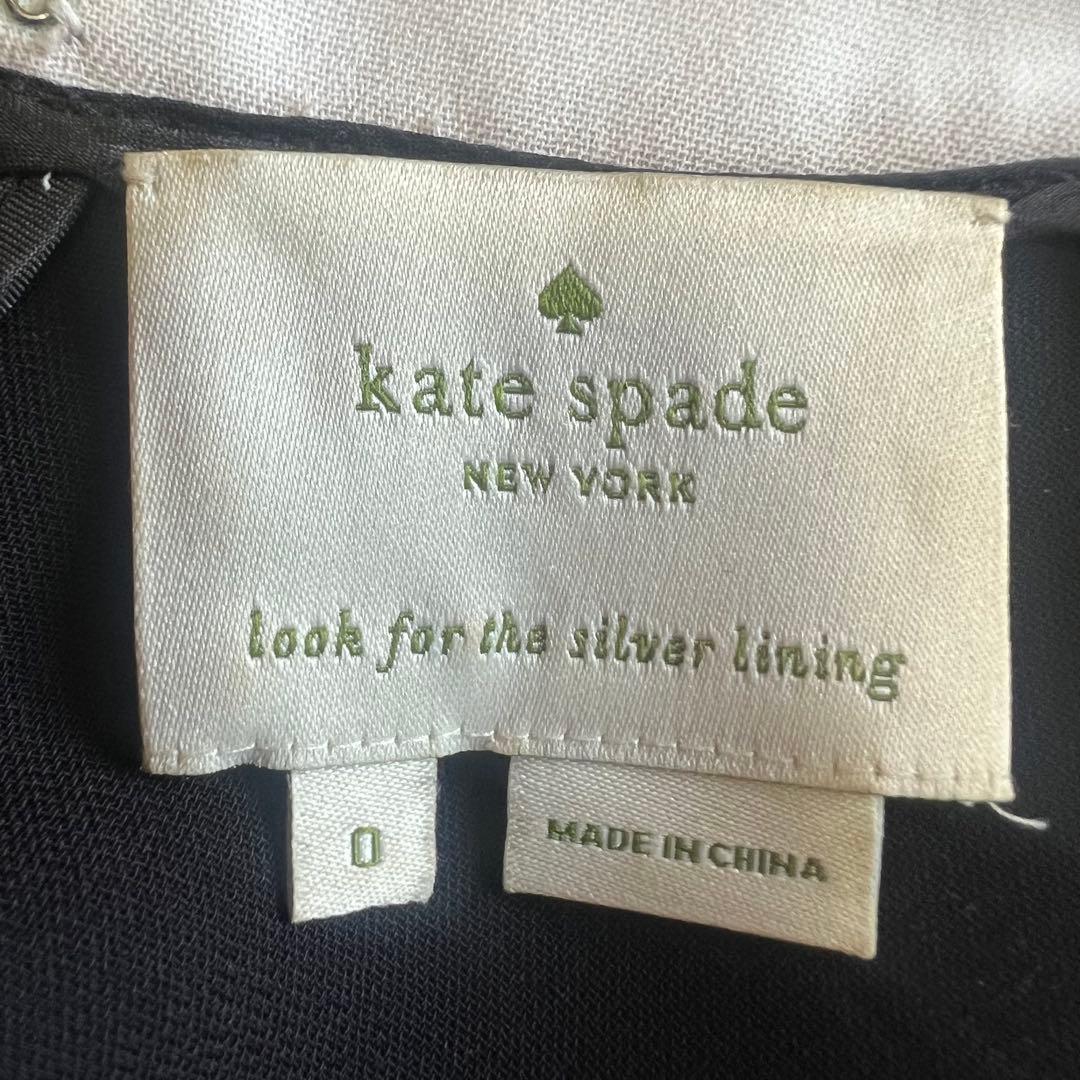 kate spade
NEW YORK
look for the silver lining
0
MADE IN CHINA